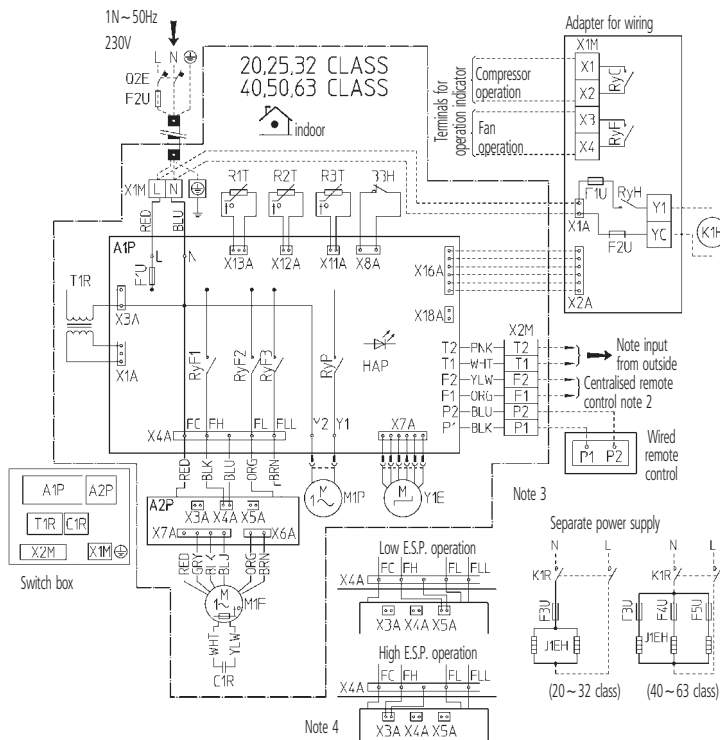 1N~50Hz
230V
L N
Q2E
F2U
20,25,32 CLASS
40,50,63 CLASS
indoor
X1M L N
RED
BLU
R1T R2T R3T 33H
X13A X12A X11A X8A
A1P
L N
F1U
T1R
X3A
X1A
X16A
X18A
HAP
RyF1 RyF2 RyF3 RyP
X4A FC FH FL FLL Y2 Y1 X7A
RED BLK BLU ORG BRN
A2P
X3A X4A X5A
X7A X6A
RED GRY BLK BLU ORG BRN
M 1~ M1F
WHT YLW
C1R
M 1~ M1P
M Y1E
X2M
T2 PNK T2
T1 WHT T1
F2 YLW F2
F1 ORG F1
P2 BLU P2
P1 BLK P1
Note input
from outside
Centralised remote
control note 2
P1 P2
Wired
remote
control
Adapter for wiring
X1M
X1
X2
X3
X4
RyC
RyF
Terminals for
operation indicator
Compressor
operation
Fan
operation
F1U
RyH
X1A
F2U
Y1
YC
K1H
X2A
A1P A2P
T1R C1R
X2M X1M
Switch box
Note 3
Low E.S.P. operation
FC FH FL FLL
X4A
X3A X4A X5A
High E.S.P. operation
FC FH FL FLL
X4A
X3A X4A X5A
Note 4
Separate power supply
N L N L
K1R K1R
F3U F3U F4U F5U
J1EH J1EH
(20~32 class) (40~63 class)